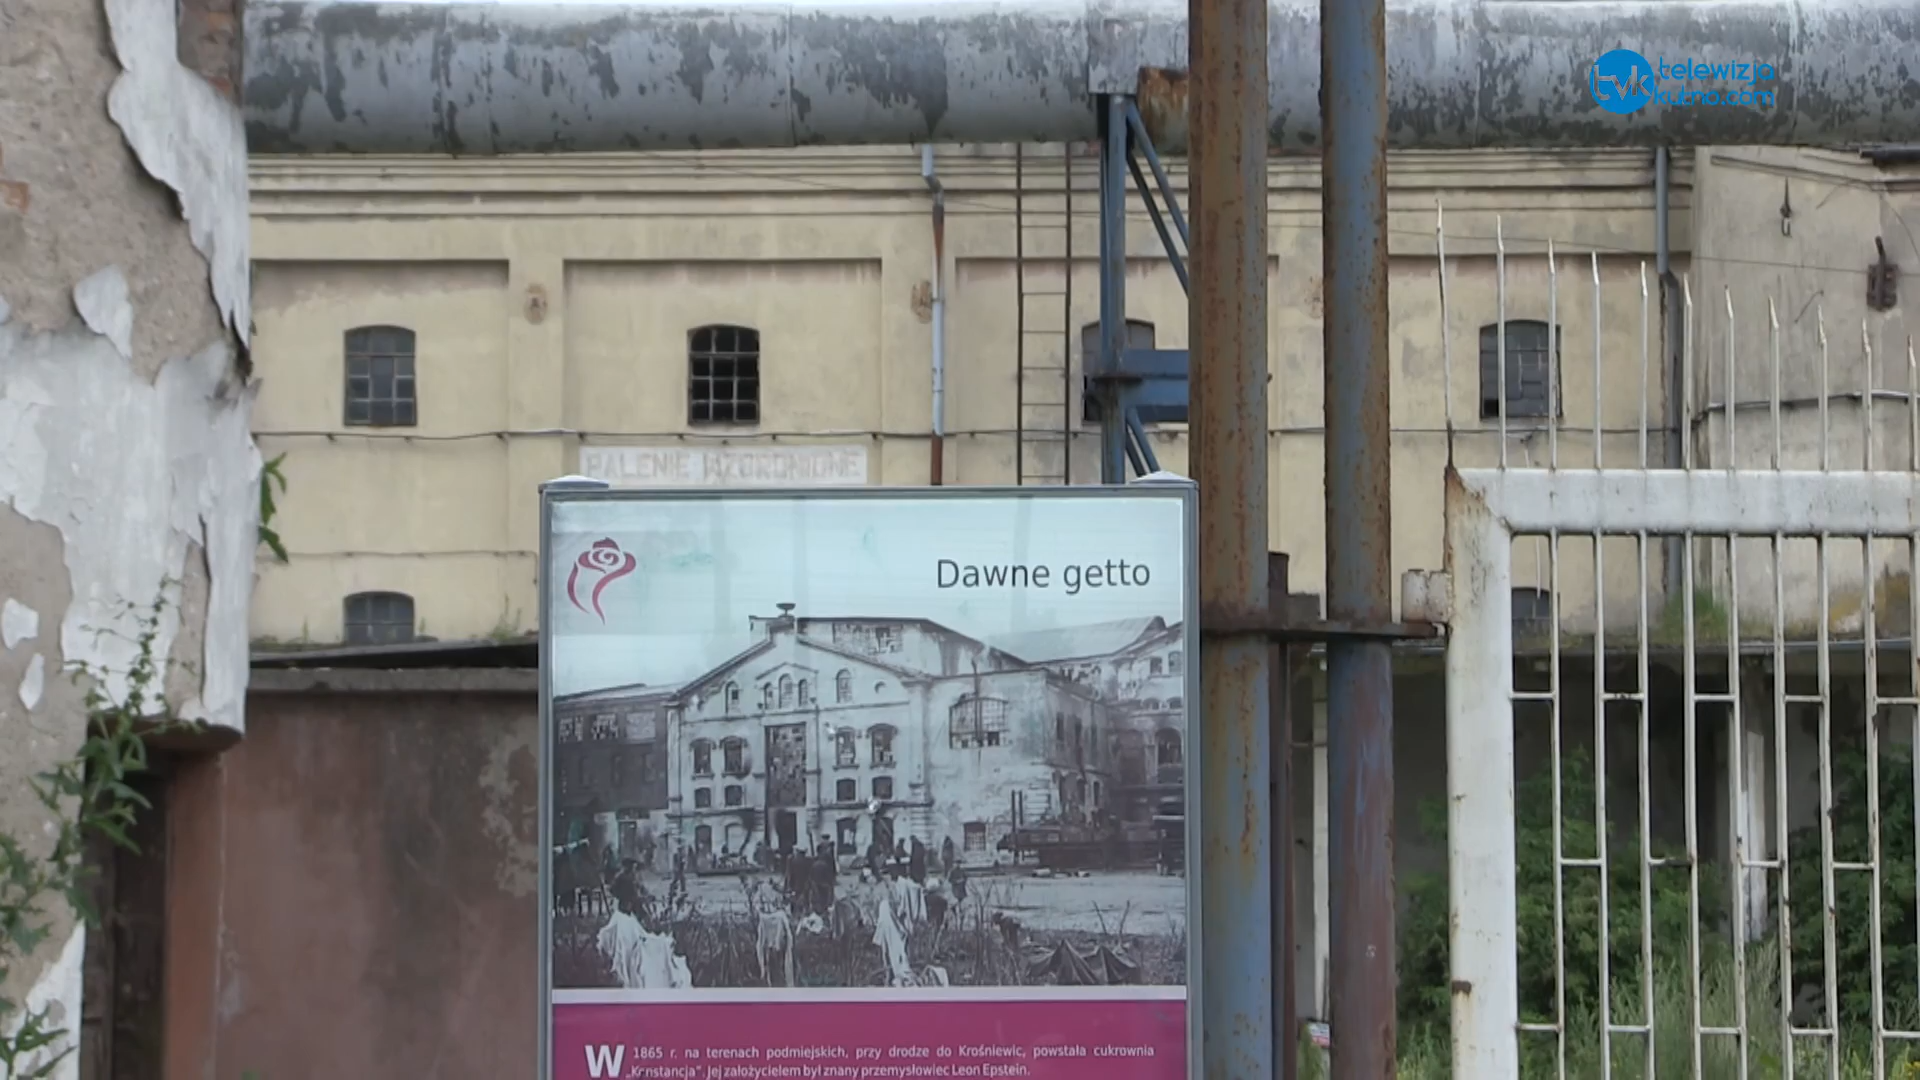 tvk telewizja
kutno.com
PALENIE WZBRONIONE
Dawne getto
W 1865 r. na terenach podmiejskich, przy drodze do Krośniewic, powstała cukrownia
„Konstancja". Jej założycielem był znany przemysłowiec Leon Epstein.